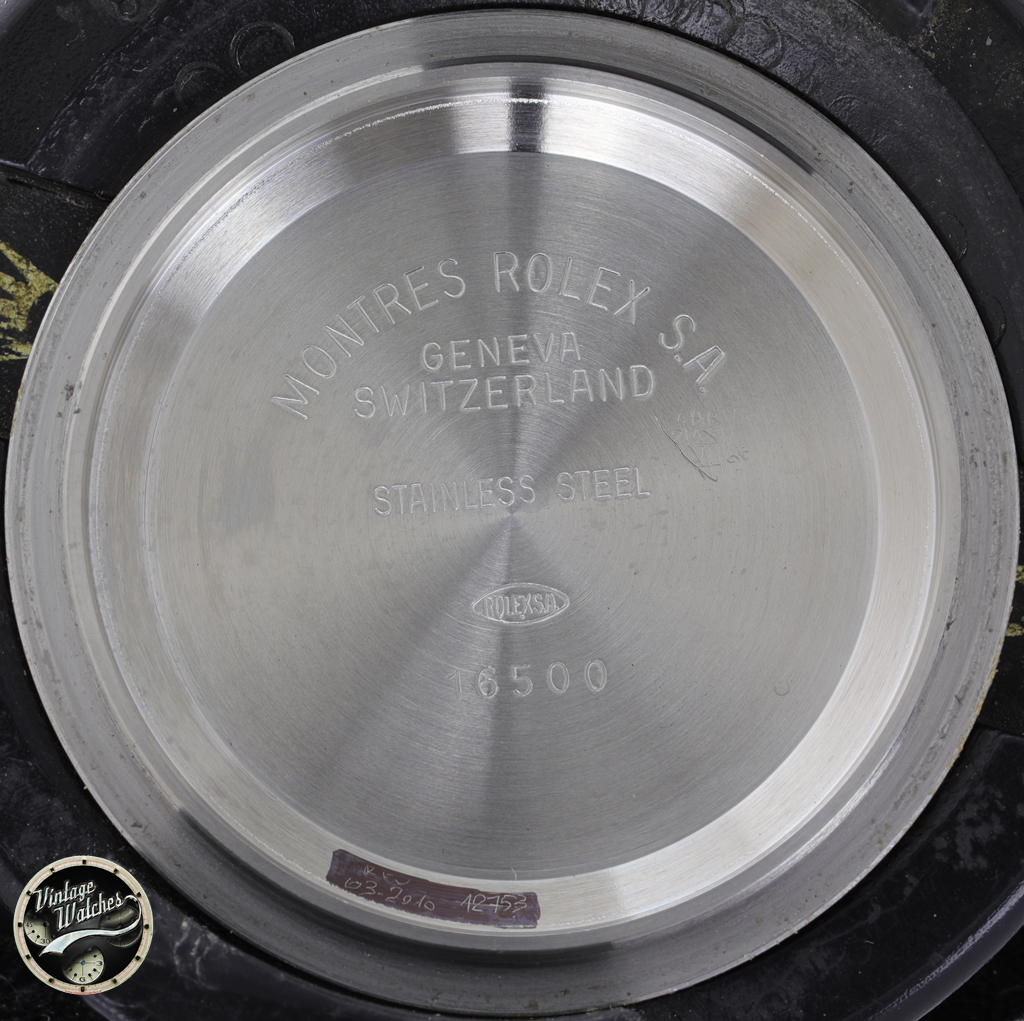 MONTRES ROLEX S.A.
GENEVA
SWITZERLAND
STAINLESS STEEL
ROLEX S.A.
16500
03.2010 12753
Vintage
Watches